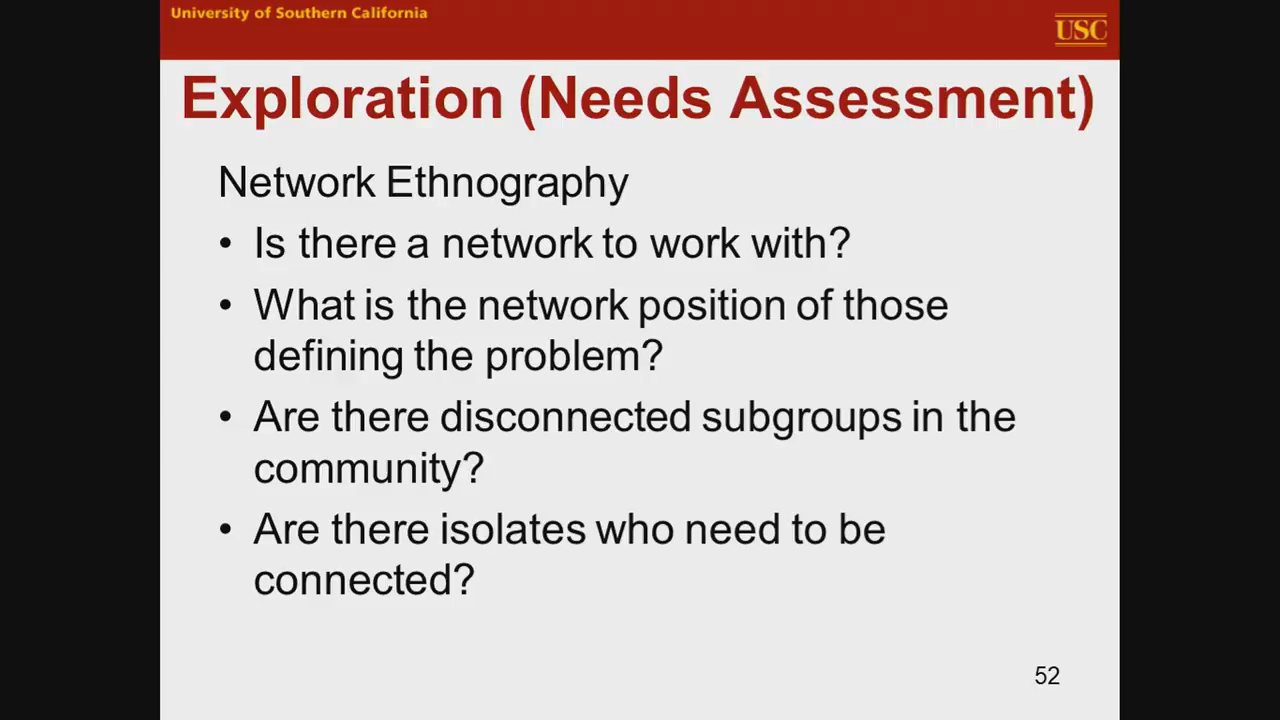 University of Southern California
USC
Exploration (Needs Assessment)
Network Ethnography
• Is there a network to work with?
• What is the network position of those
defining the problem?
• Are there disconnected subgroups in the
community?
• Are there isolates who need to be
connected?
52